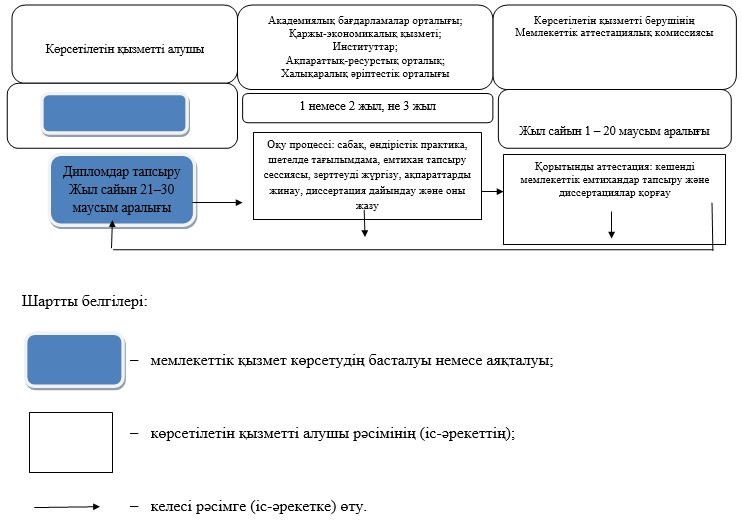 Көрсетілетін қызметті алушы
Академиялық бағдарламалар орталығы;
Қаржы-экономикалық қызметі;
Институттар;
Ақпараттық-ресурстық орталық;
Халықаралық әріптестік орталығы
Көрсетілетін қызметті берушінің
Мемлекеттік аттестаттық комиссиясы
1 немесе 2 жыл, не 3 жыл
Жыл сайын 1 – 20 маусым аралығы
Дипломдар тапсыру
Жыл сайын 21–30
маусым аралығы
Оқу процессі: сабақ, өндірістік практика,
шетелде тағылымдама, емтихан тапсыру
сессиясы, зерттеуді жүргізу, ақпараттарды
жинау, диссертация дайындау және оны
жазу
Қорытынды аттестация: кешенді
мемлекеттік емтихандар тапсыру және
диссертациялар қорғау
Шартты белгілері:
– мемлекеттік қызмет көрсетудің басталуы немесе аяқталуы;
– көрсетілетін қызметті алушы рәсімінің (іс-әрекеттің);
– келесі рәсімге (іс-әрекетке) өту.